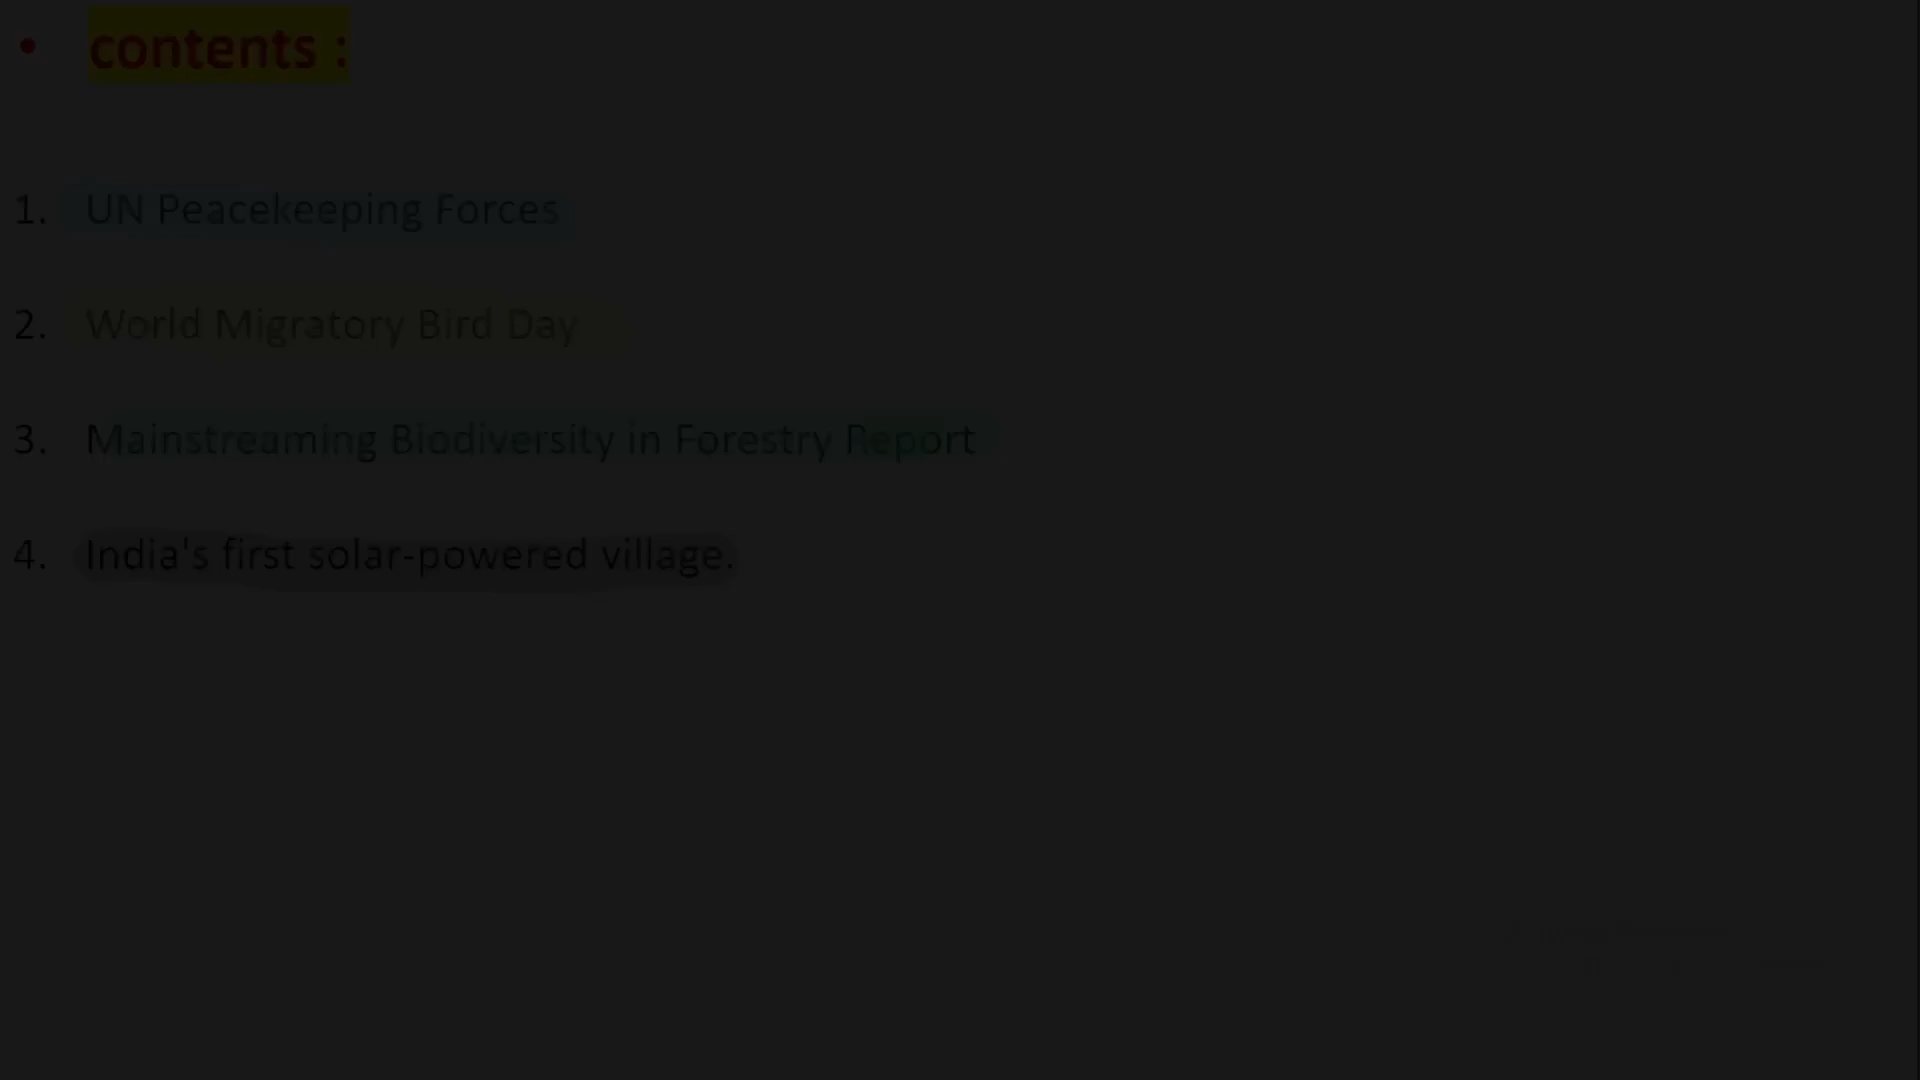 • contents :
1. UN Peacekeeping Forces
2. World Migratory Bird Day
3. Mainstreaming Biodiversity in Forestry Report
4. India's first solar-powered village.